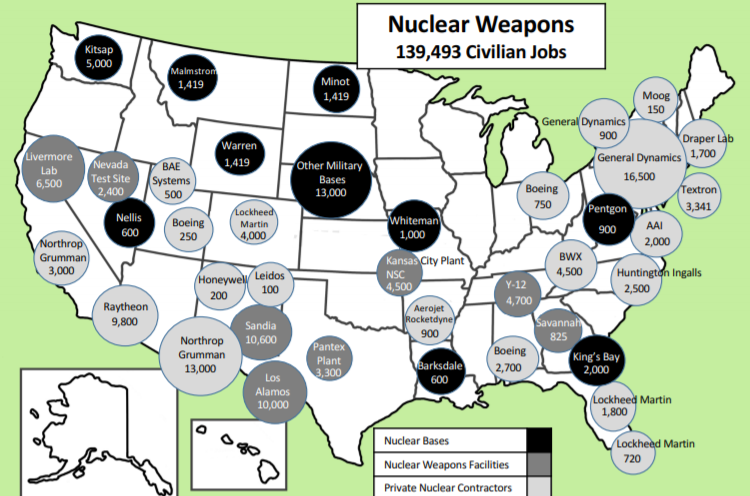 Nuclear Weapons
139,493 Civilian Jobs
Kitsap
5,000
Malmstrom
1,419
Minot
1,419
Moog
150
General Dynamics
900
Draper Lab
1,700
Warren
1,419
General Dynamics
16,500
Livermore
Lab
6,500
Nevada
Test Site
2,400
BAE
Systems
500
Other Military
Bases
13,000
Boeing
750
Textron
3,341
Nellis
600
Boeing
250
Lockheed
Martin
4,000
Whiteman
1,000
Pentgon
900
AAI
2,000
Northrop
Grumman
3,000
Kansas City Plant
NSC
4,500
BWX
4,500
Huntington Ingalls
2,500
Honeywell
200
Leidos
100
Y-12
4,700
Raytheon
9,800
Aerojet
Rocketdyne
900
Sandia
10,600
Savannah
825
Northrop
Grumman
13,000
Pantex
Plant
3,300
Barksdale
600
Boeing
2,700
King's Bay
2,000
Los
Alamos
10,000
Lockheed Martin
1,800
Lockheed Martin
720
Nuclear Bases
Nuclear Weapons Facilities
Private Nuclear Contractors